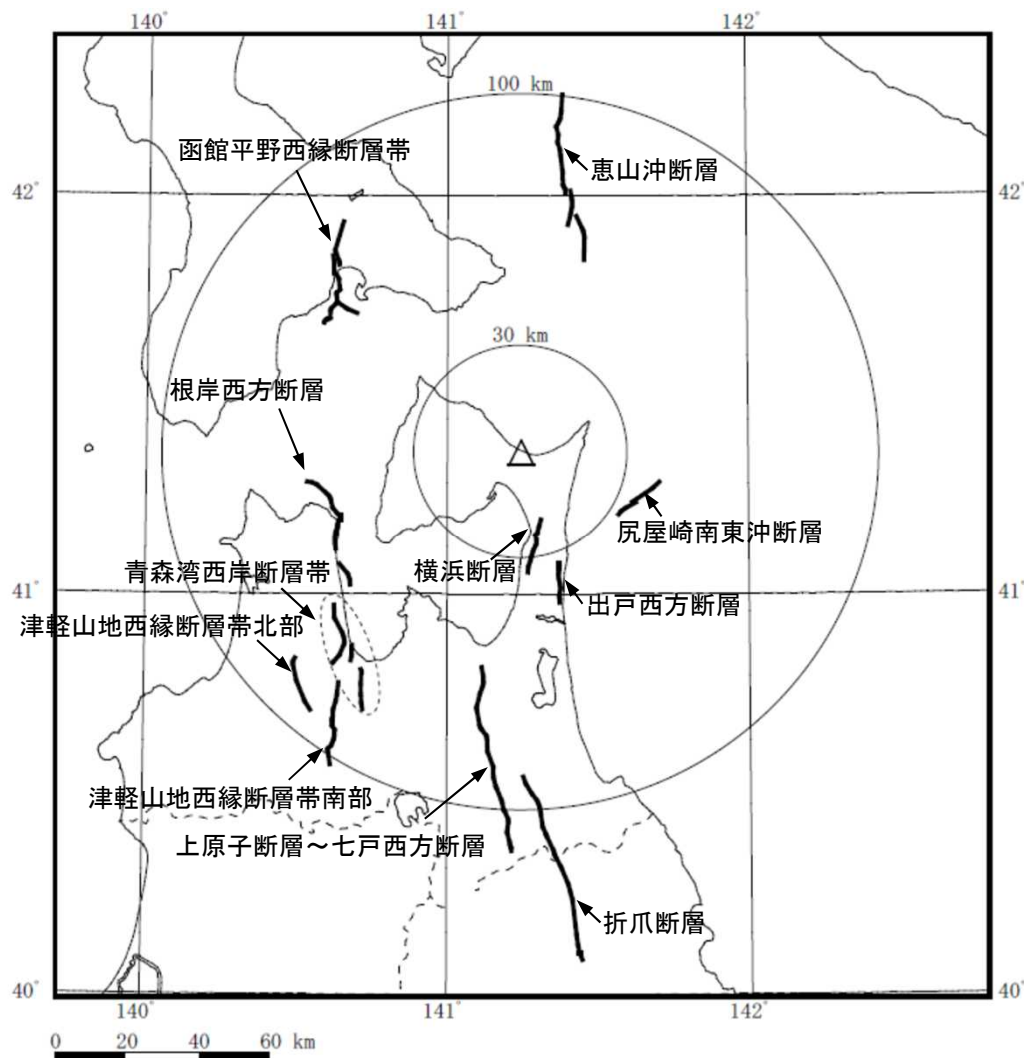 140°
141°
142°
100 km
函館平野西縁断層帯
恵山沖断層
42°
42°
30 km
根岸西方断層
尻屋崎南東沖断層
横浜断層
青森湾西岸断層帯
41°
41°
出戸西方断層
津軽山地西縁断層帯北部
津軽山地西縁断層帯南部
上原子断層～七戸西方断層
折爪断層
40°
40°
140°
141°
142°
0 20 40 60 km